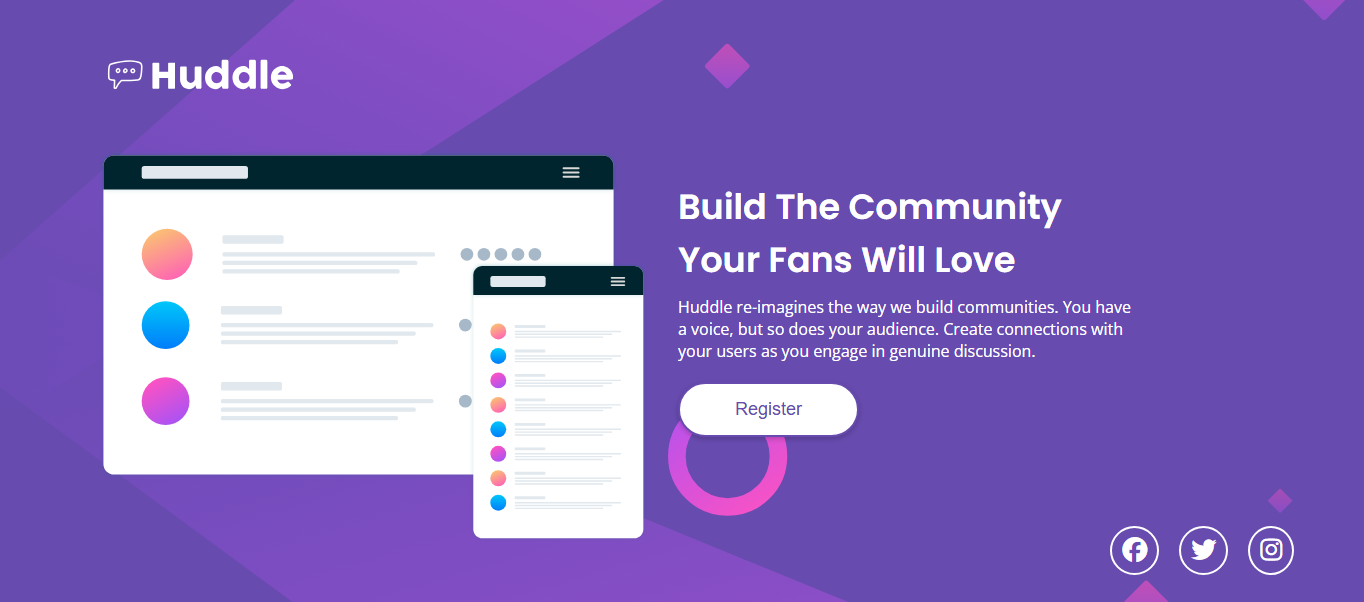 Huddle
Build The Community
Your Fans Will Love
Huddle re-imagines the way we build communities. You have
a voice, but so does your audience. Create connections with
your users as you engage in genuine discussion.
Register